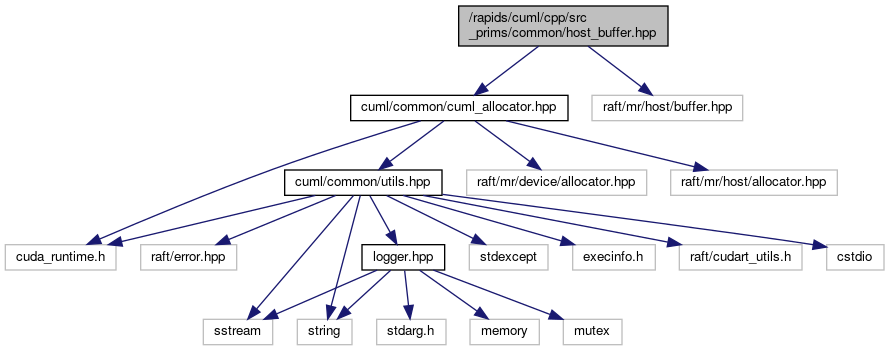 /rapids/cuml/cpp/src
_prims/common/host_buffer.hpp
cuml/common/cuml_allocator.hpp
raft/mr/host/buffer.hpp
cuml/common/utils.hpp
raft/mr/device/allocator.hpp
raft/mr/host/allocator.hpp
cuda_runtime.h
raft/error.hpp
logger.hpp
stdexcept
execinfo.h
raft/cudart_utils.h
cstdio
sstream
string
stdarg.h
memory
mutex